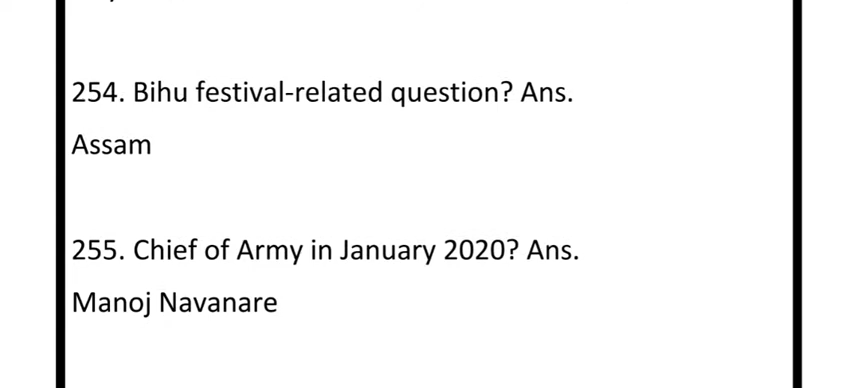 254. Bihu festival-related question? Ans.
Assam
255. Chief of Army in January 2020? Ans.
Manoj Navanare